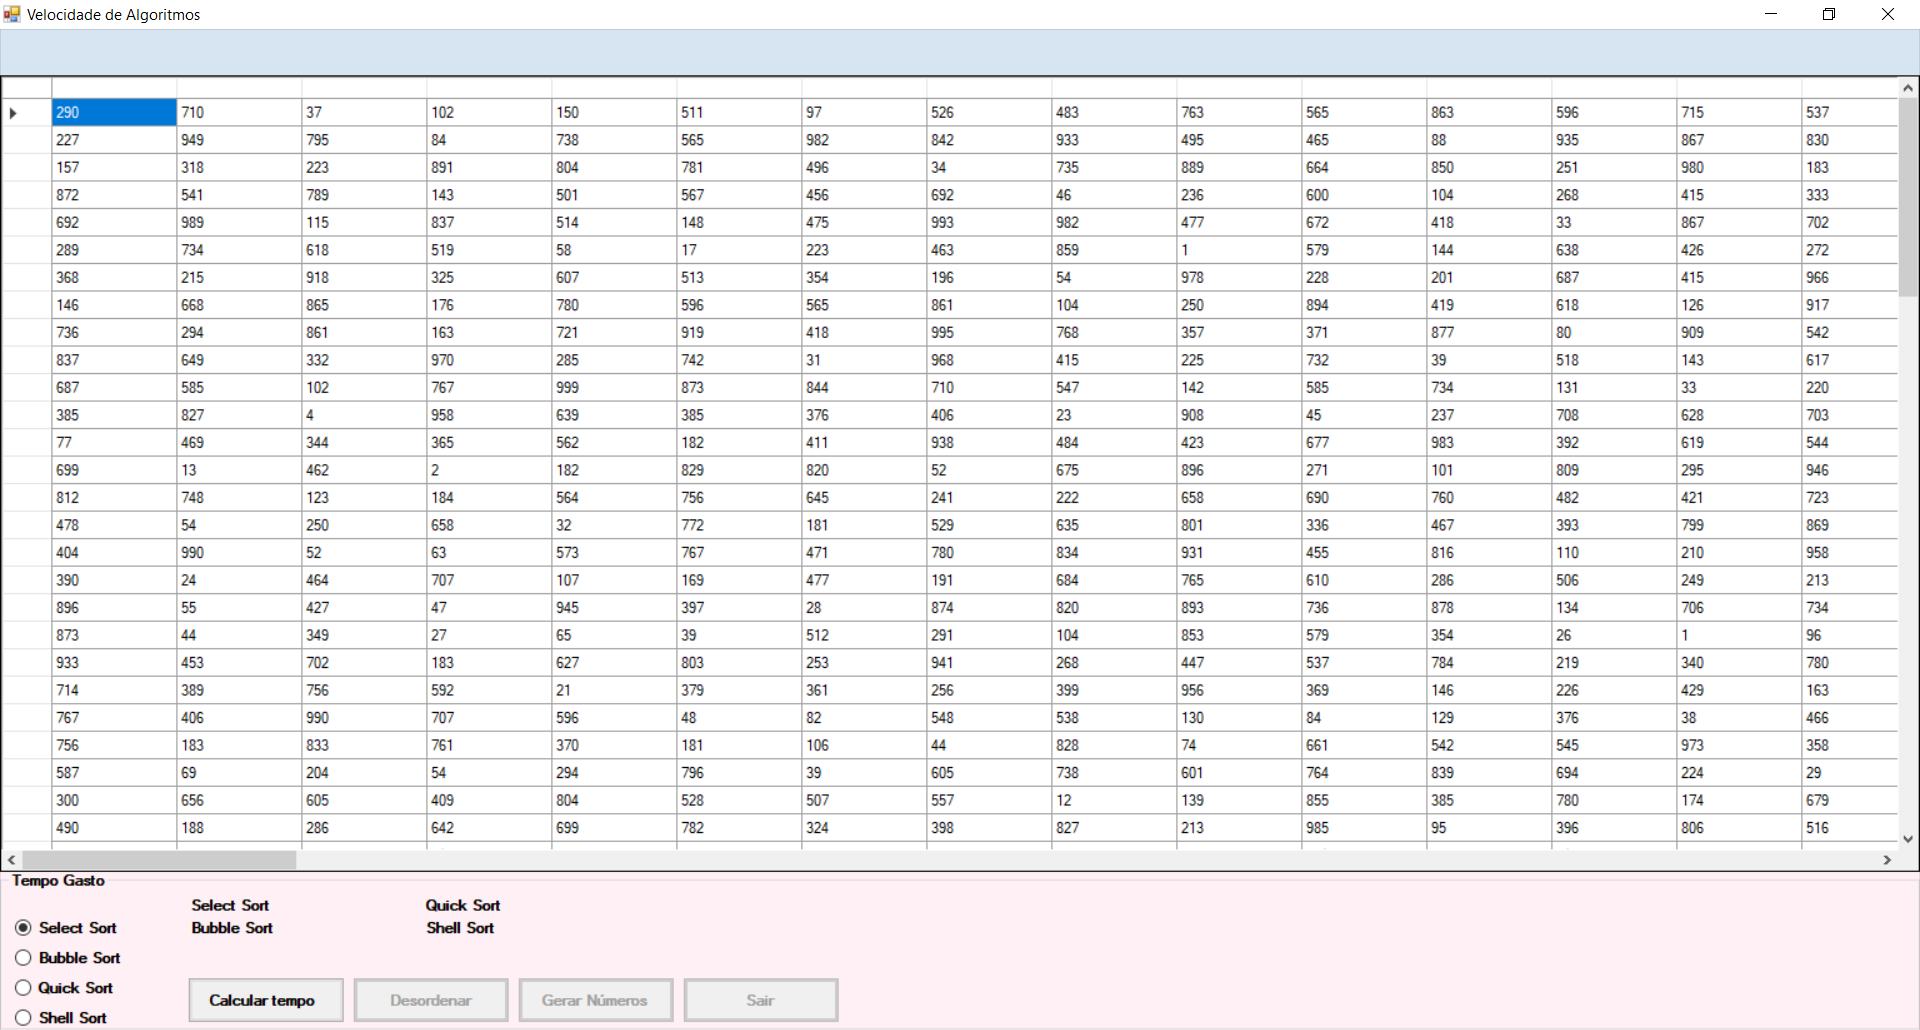 Velocidade de Algoritmos
290 710 37 102 150 511 97 526 483 763 565 863 596 715 537
227 949 795 84 738 565 982 842 933 495 465 88 935 867 830
157 318 223 891 804 781 496 34 735 889 664 850 251 980 183
872 541 789 143 501 567 456 692 46 236 600 104 268 415 333
692 989 115 837 514 148 475 993 982 477 672 418 33 867 702
289 734 618 519 58 17 223 463 859 1 579 144 638 426 272
368 215 918 325 607 513 354 196 54 978 228 201 687 415 966
146 668 865 176 780 596 565 861 104 250 894 419 618 126 917
736 294 861 163 721 919 418 995 768 357 371 877 80 909 542
837 649 332 970 285 742 31 968 415 225 732 39 518 143 617
687 585 102 767 999 873 844 710 547 142 585 734 131 33 220
385 827 4 958 639 385 376 406 23 908 45 237 708 628 703
77 469 344 365 562 182 411 938 484 423 677 983 392 619 544
699 13 462 2 182 829 820 52 675 896 271 101 809 295 946
812 748 123 184 564 756 645 241 222 658 690 760 482 421 723
478 54 250 658 32 772 181 529 635 801 336 467 393 799 869
404 990 52 63 573 767 471 780 834 931 455 816 110 210 958
390 24 464 707 107 169 477 191 684 765 610 286 506 249 213
896 55 427 47 945 397 28 874 820 893 736 878 134 706 734
873 44 349 27 65 39 512 291 104 853 579 354 26 1 96
933 453 702 183 627 803 253 941 268 447 537 784 219 340 780
714 389 756 592 21 379 361 256 399 956 369 146 226 429 163
767 406 990 707 596 48 82 548 538 130 84 129 376 38 466
756 183 833 761 370 181 106 44 828 74 661 542 545 973 358
587 69 204 54 294 796 39 605 738 601 764 839 694 224 29
300 656 605 409 804 528 507 557 12 139 855 385 780 174 679
490 188 286 642 699 782 324 398 827 213 985 95 396 806 516
Tempo Gasto
Select Sort Quick Sort
Select Sort Bubble Sort Shell Sort
Bubble Sort
Quick Sort
Calcular tempo Desordenar Gerar Números Sair
Shell Sort